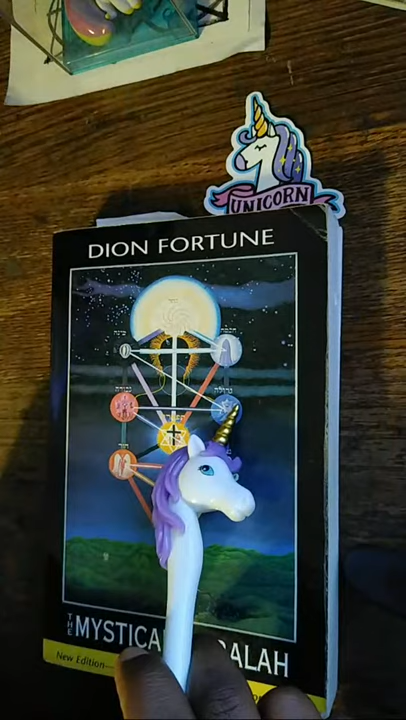 UNICORN
DION FORTUNE
THE
MYSTICA
ALAH
New Edition—